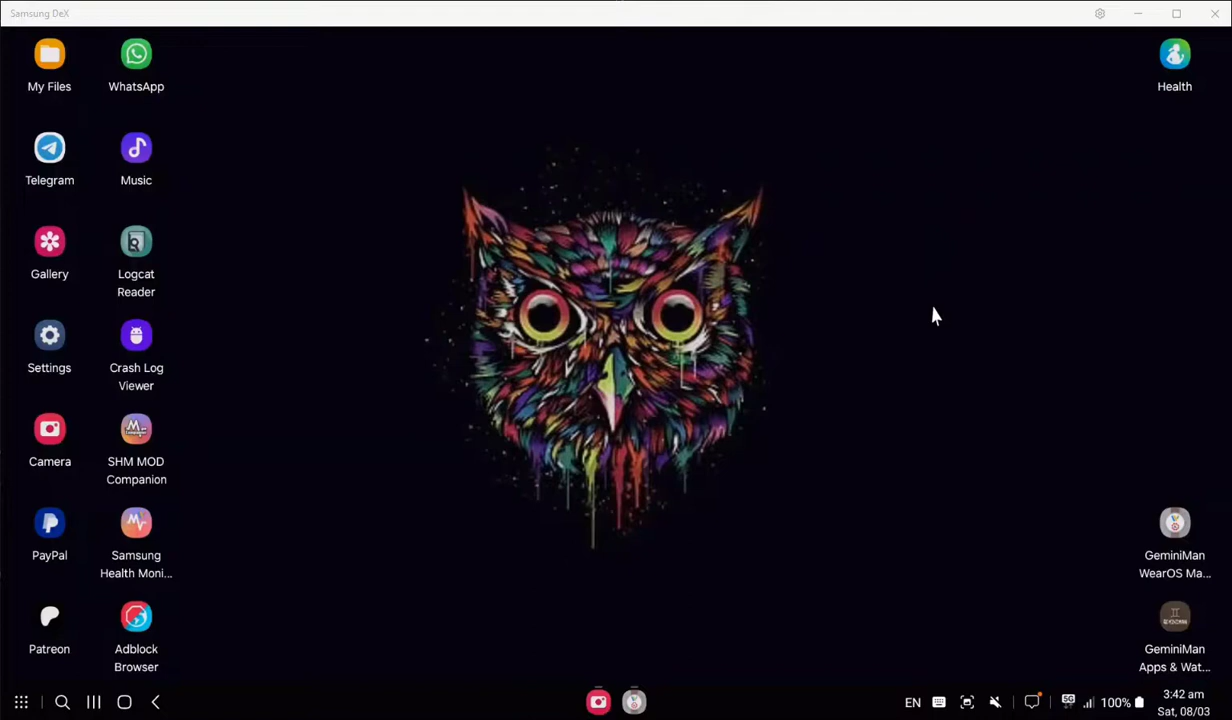 Samsung DeX
My Files
WhatsApp
Health
Telegram
Music
Gallery
Logcat
Reader
Settings
Crash Log
Viewer
Camera
SHM MOD
Companion
PayPal
Samsung
Health Moni...
GeminiMan
WearOS Ma...
Patreon
Adblock
Browser
GeminiMan
Apps & Wat...
EN
5G
100%
3:42 am
Sat, 08/03